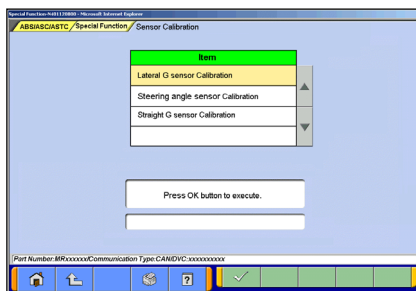 Special Function-N401120800 - Microsoft Internet Explorer
ABS/ASC/ASTC Special Function Sensor Calibration
Item
Lateral G sensor Calibration
Steering angle sensor Calibration
Straight G sensor Calibration
Press OK button to execute.
Part Number:MRxxxxxx/Communication Type:CAN/DVC:xxxxxxxxxx
?